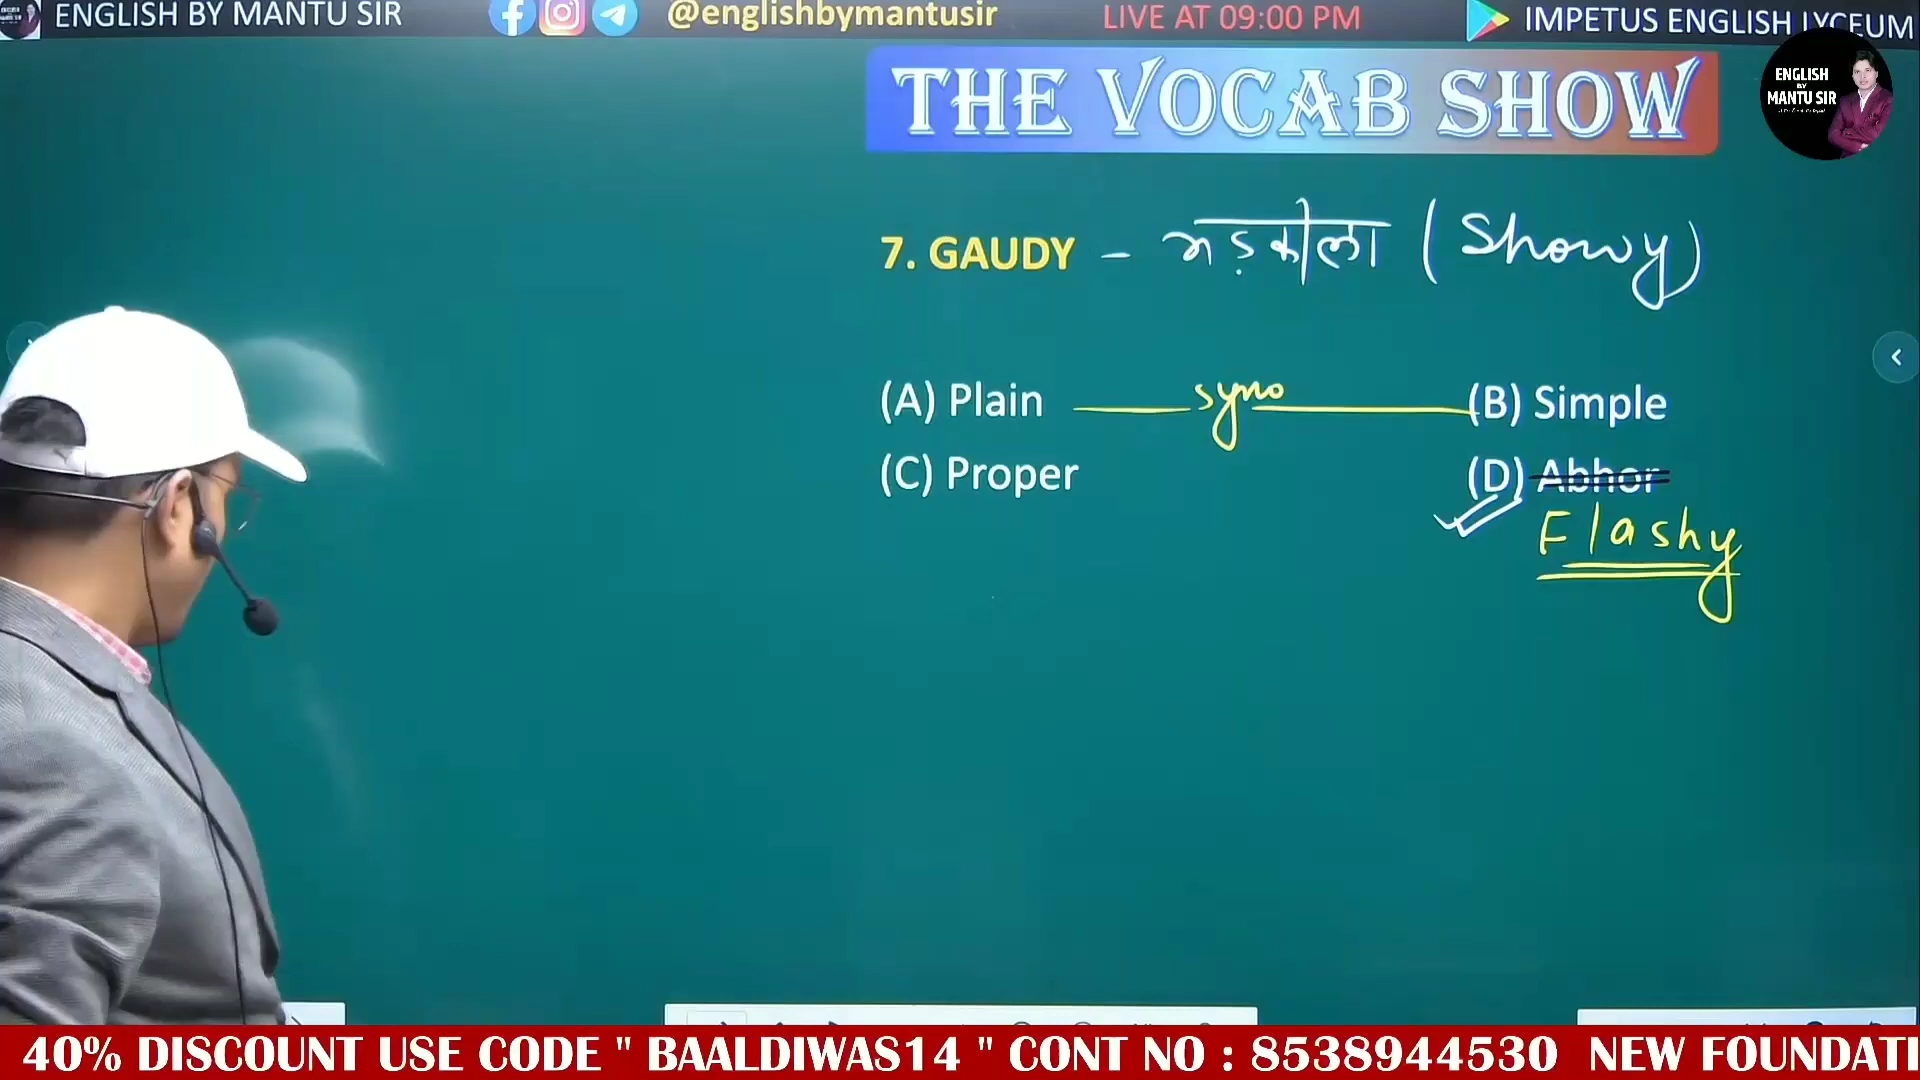 ENGLISH BY MANTU SIR @englishbymantusir LIVE AT 09:00 PM IMPETUS ENGLISH LYCEUM
THE VOCAB SHOW
ENGLISH
BY
MANTU SIR
7. GAUDY - भड़कीला (Showy)
(A) Plain syno (B) Simple
(C) Proper (D) Abhor
Flashy
40% DISCOUNT USE CODE " BAALDIWAS14 " CONT NO : 8538944530 NEW FOUNDATI